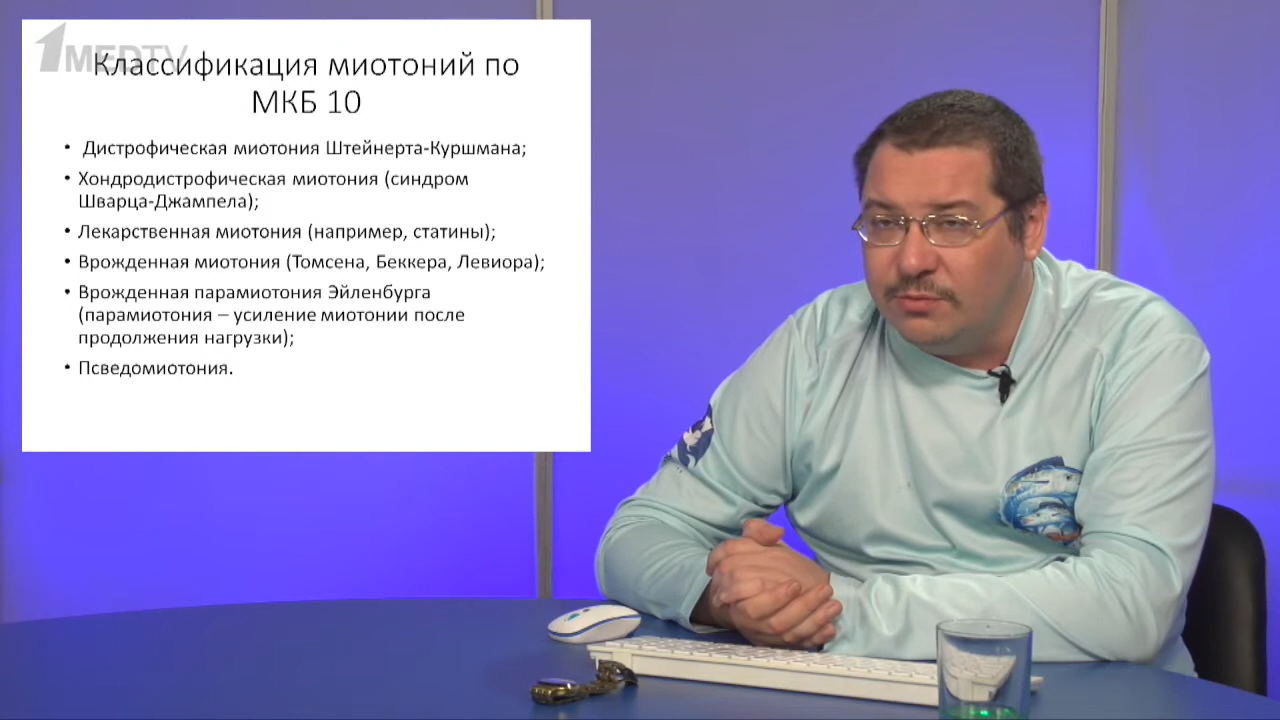 1MEDTV
Классификация миотоний по
МКБ 10
• Дистрофическая миотония Штейнерта-Куршмана;
• Хондродистрофическая миотония (синдром
Шварца-Джампела);
• Лекарственная миотония (например, статины);
• Врожденная миотония (Томсена, Беккера, Левиора);
• Врожденная парамиотония Эйленбурга
(парамиотония – усиление миотонии после
продолжения нагрузки);
• Псведомиотония.